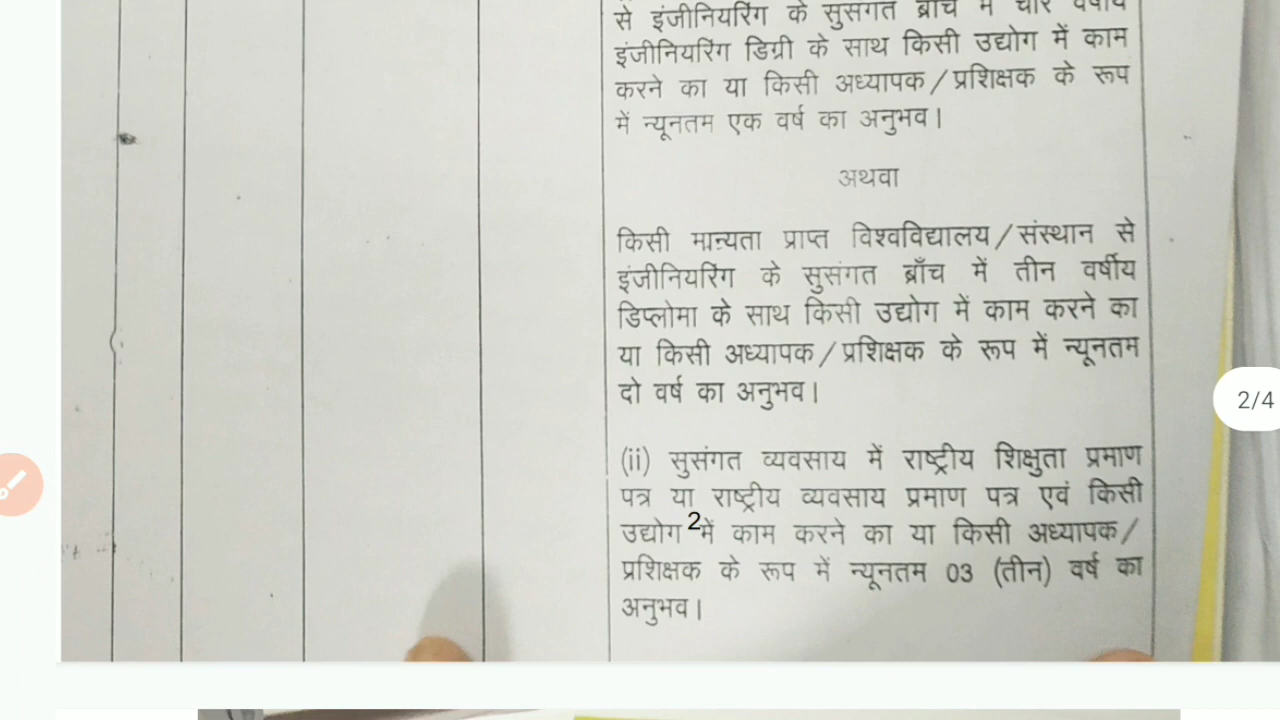 से इंजीनियरिंग के सुसंगत ब्राँच में चार वर्षीय
इंजीनियरिंग डिग्री के साथ किसी उद्योग में काम
करने का या किसी अध्यापक/प्रशिक्षक के रूप
में न्यूनतम एक वर्ष का अनुभव।
अथवा
किसी मान्यता प्राप्त विश्वविद्यालय/संस्थान से
इंजीनियरिंग के सुसंगत ब्राँच में तीन वर्षीय
डिप्लोमा के साथ किसी उद्योग में काम करने का
या किसी अध्यापक/प्रशिक्षक के रूप में न्यूनतम
दो वर्ष का अनुभव।
2/4
(ii) सुसंगत व्यवसाय में राष्ट्रीय शिक्षुता प्रमाण
पत्र या राष्ट्रीय व्यवसाय प्रमाण पत्र एवं किसी
2
उद्योग में काम करने का या किसी अध्यापक/
प्रशिक्षक के रूप में न्यूनतम 03 (तीन) वर्ष का
अनुभव।